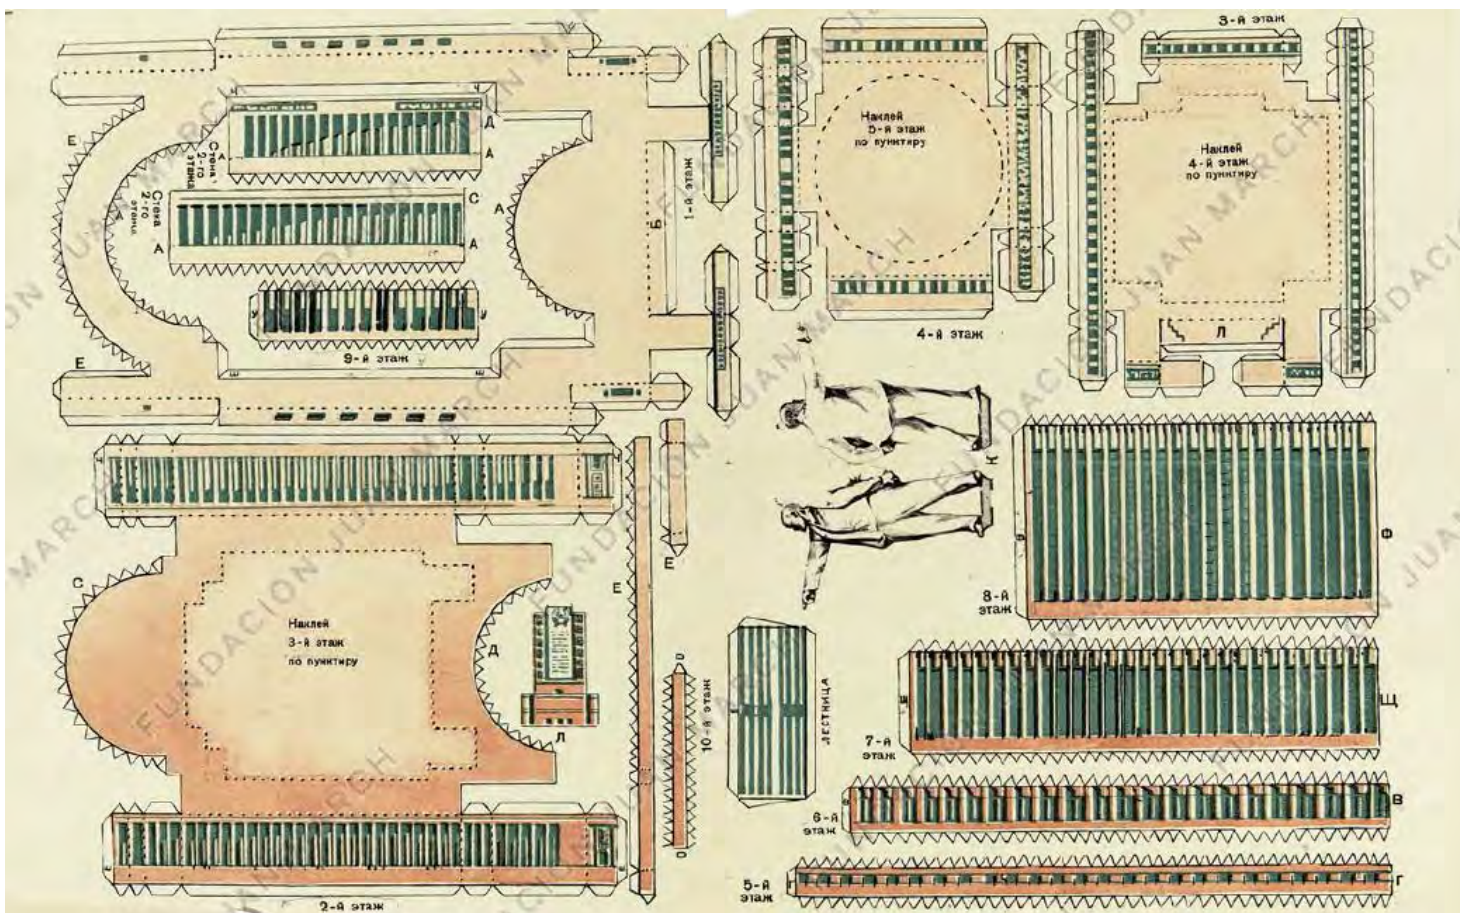 3-й этаж
Наклей
5-й этаж
по пунктиру
Наклей
4-й этаж
по пунктиру
Е
Д
А
А
Стена
2-го
этажа
Стена
2-го
этажа
С
А
А
А
А
Б
1-й этаж
У
У
9-й этаж
Е
4-й этаж
Л
К
Ч
Е
Е
С
Наклей
3-й этаж
по пунктиру
Д
Л
10-й этаж
ЛЕСТНИЦА
2-й этаж
Ф
8-й
этаж
Щ
7-й
этаж
В
6-й
этаж
Г
5-й
этаж
FUNDACION JUAN MARCH